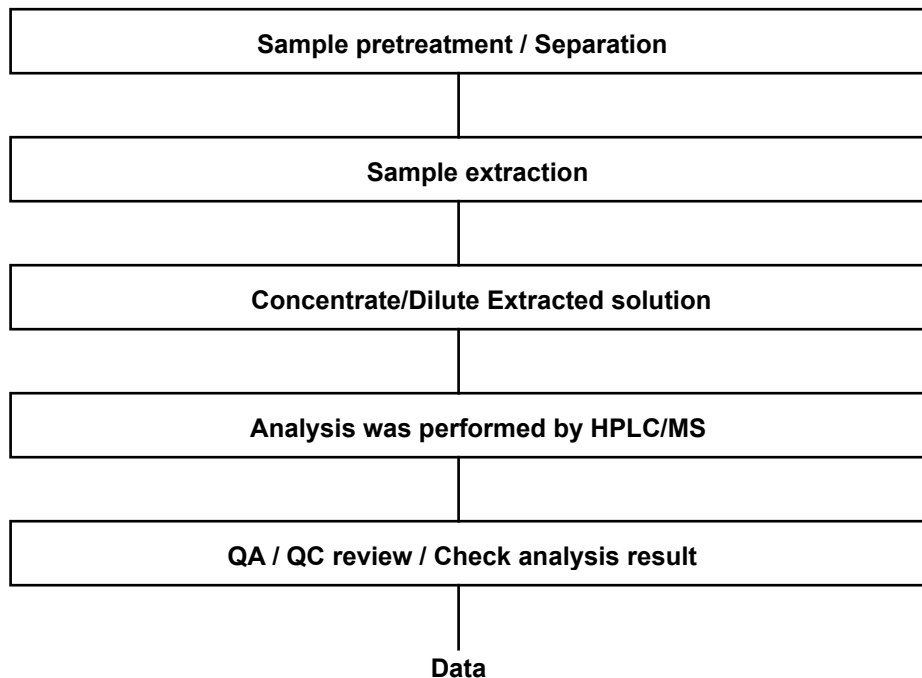 Sample pretreatment / Separation
Sample extraction
Concentrate/Dilute Extracted solution
Analysis was performed by HPLC/MS
QA / QC review / Check analysis result
Data